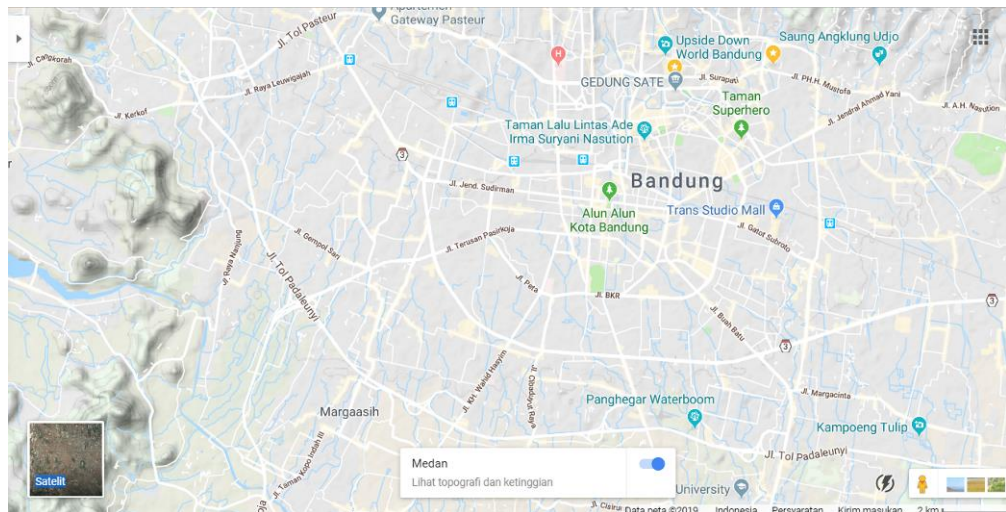 Apartemen
Gateway Pasteur
Jl. Tol Pasteur
Upside Down
World Bandung
Saung Angklung Udjo
Jl. Raya Leuwigajah
GEDUNG SATE
Jl. Surapati
Jl. PH.H. Mustofa
Jl. Kerkof
Taman
Superhero
Jl. Jendral Ahmad Yani
Jl. A.H. Nasution
Taman Lalu Lintas Ade
Irma Suryani Nasution
3
Bandung
Jl. Jend. Sudirman
Alun Alun
Kota Bandung
Trans Studio Mall
Jl. Gempol Sari
Jl. Terusan Pasirkoja
Jl. Gator Subroto
Jl. Raya Nanjung
Jl. Tol Padaleunyi
Jl. Peta
Jl. BKR
3
Jl. Buah Batu
3
Jl. KH. Wahid Hasyim
Jl. Cibaduyut Raya
Margaasih
Panghegar Waterboom
Jl. Margacinta
Kampoeng Tulip
Jl. Taman Kopo Indah III
Jl. Tol Padaleunyi
Satelit
Medan
Lihat topografi dan ketinggian
University
Data peta ©2019 Indonesia Persyaratan Kirim masukan 2 km